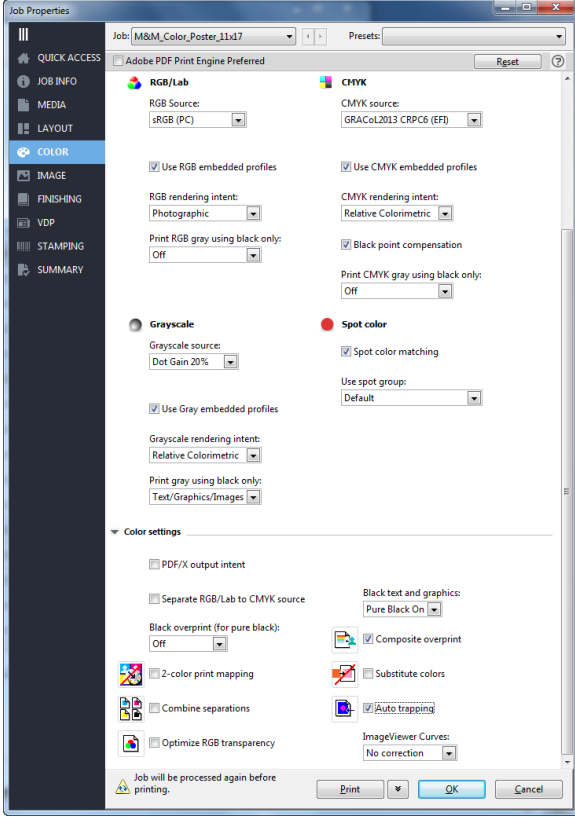 Job Properties
Job: M&M_Color_Poster_11x17
Presets:
QUICK ACCESS
JOB INFO
MEDIA
LAYOUT
COLOR
IMAGE
FINISHING
VDP
STAMPING
SUMMARY
Adobe PDF Print Engine Preferred
Reset
?
RGB/Lab
RGB Source:
sRGB (PC)
Use RGB embedded profiles
RGB rendering intent:
Photographic
Print RGB gray using black only:
Off
CMYK
CMYK source:
GRACoL2013 CRPC6 (EFI)
Use CMYK embedded profiles
CMYK rendering intent:
Relative Colorimetric
Black point compensation
Print CMYK gray using black only:
Off
Grayscale
Grayscale source:
Dot Gain 20%
Use Gray embedded profiles
Grayscale rendering intent:
Relative Colorimetric
Print gray using black only:
Text/Graphics/Images
Spot color
Spot color matching
Use spot group:
Default
Color settings
PDF/X output intent
Separate RGB/Lab to CMYK source
Black overprint (for pure black):
Off
2-color print mapping
Combine separations
Optimize RGB transparency
Black text and graphics:
Pure Black On
Composite overprint
Substitute colors
Auto trapping
ImageViewer Curves:
No correction
Job will be processed again before
printing.
Print
OK
Cancel